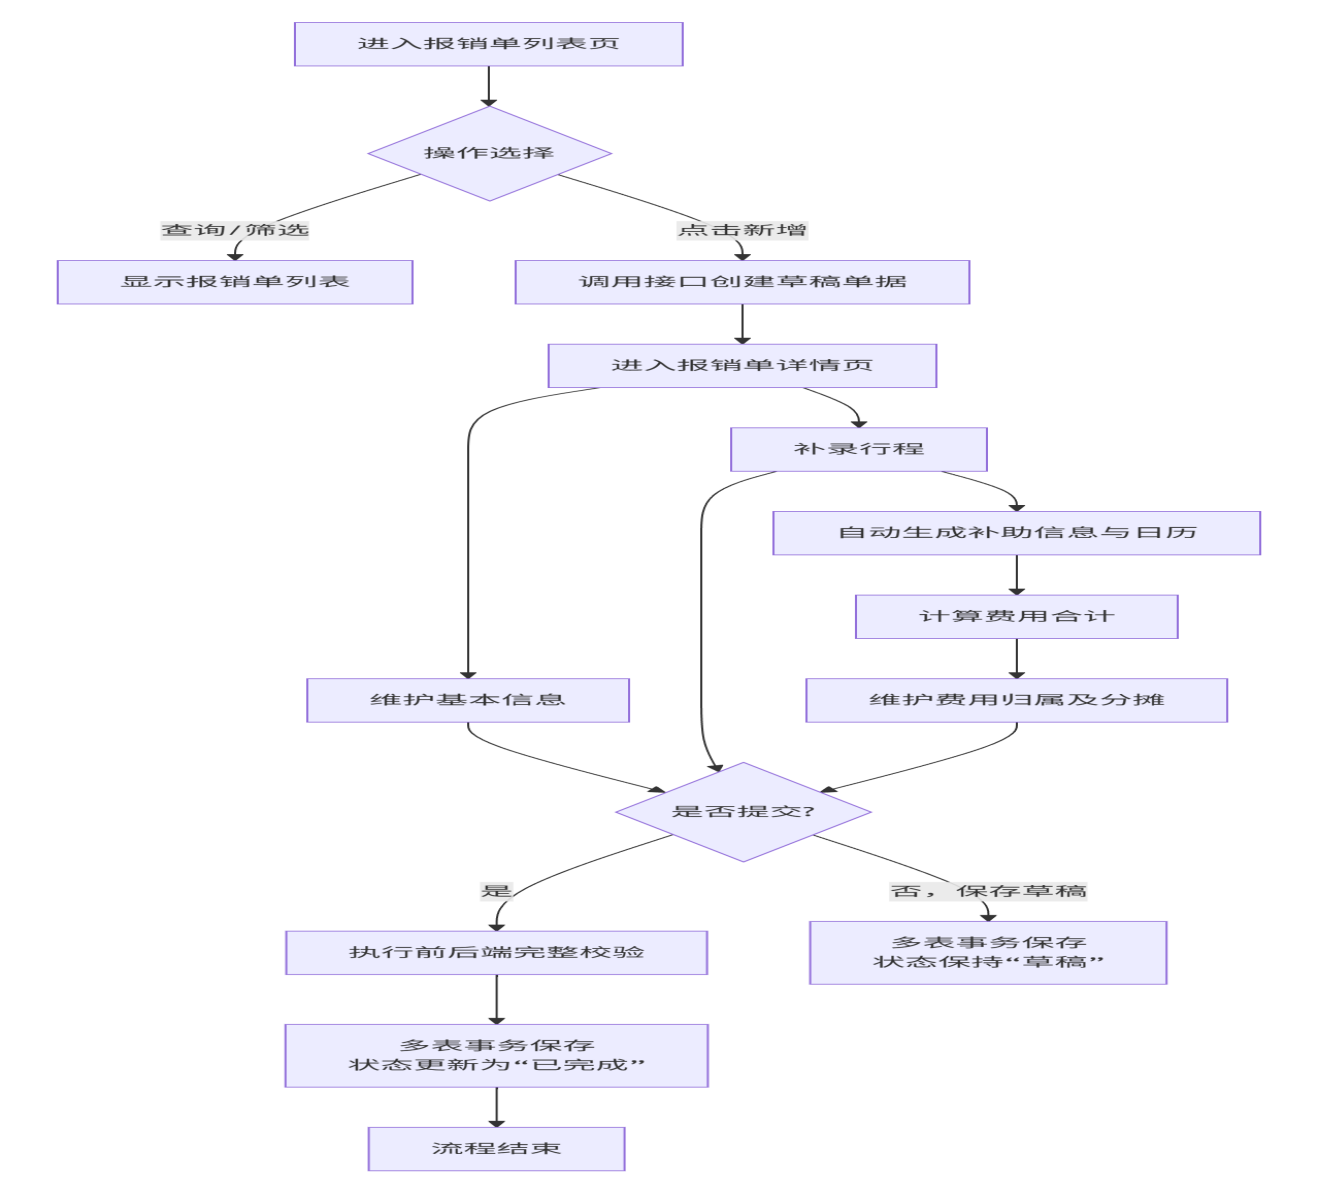 进入报销单列表页
操作选择
查询/筛选
点击新增
显示报销单列表
调用接口创建草稿单据
进入报销单详情页
补录行程
自动生成补助信息与日历
计算费用合计
维护基本信息
维护费用归属及分摊
是否提交?
是
否，保存草稿
执行前后端完整校验
多表事务保存
状态保持“草稿”
多表事务保存
状态更新为“已完成”
流程结束